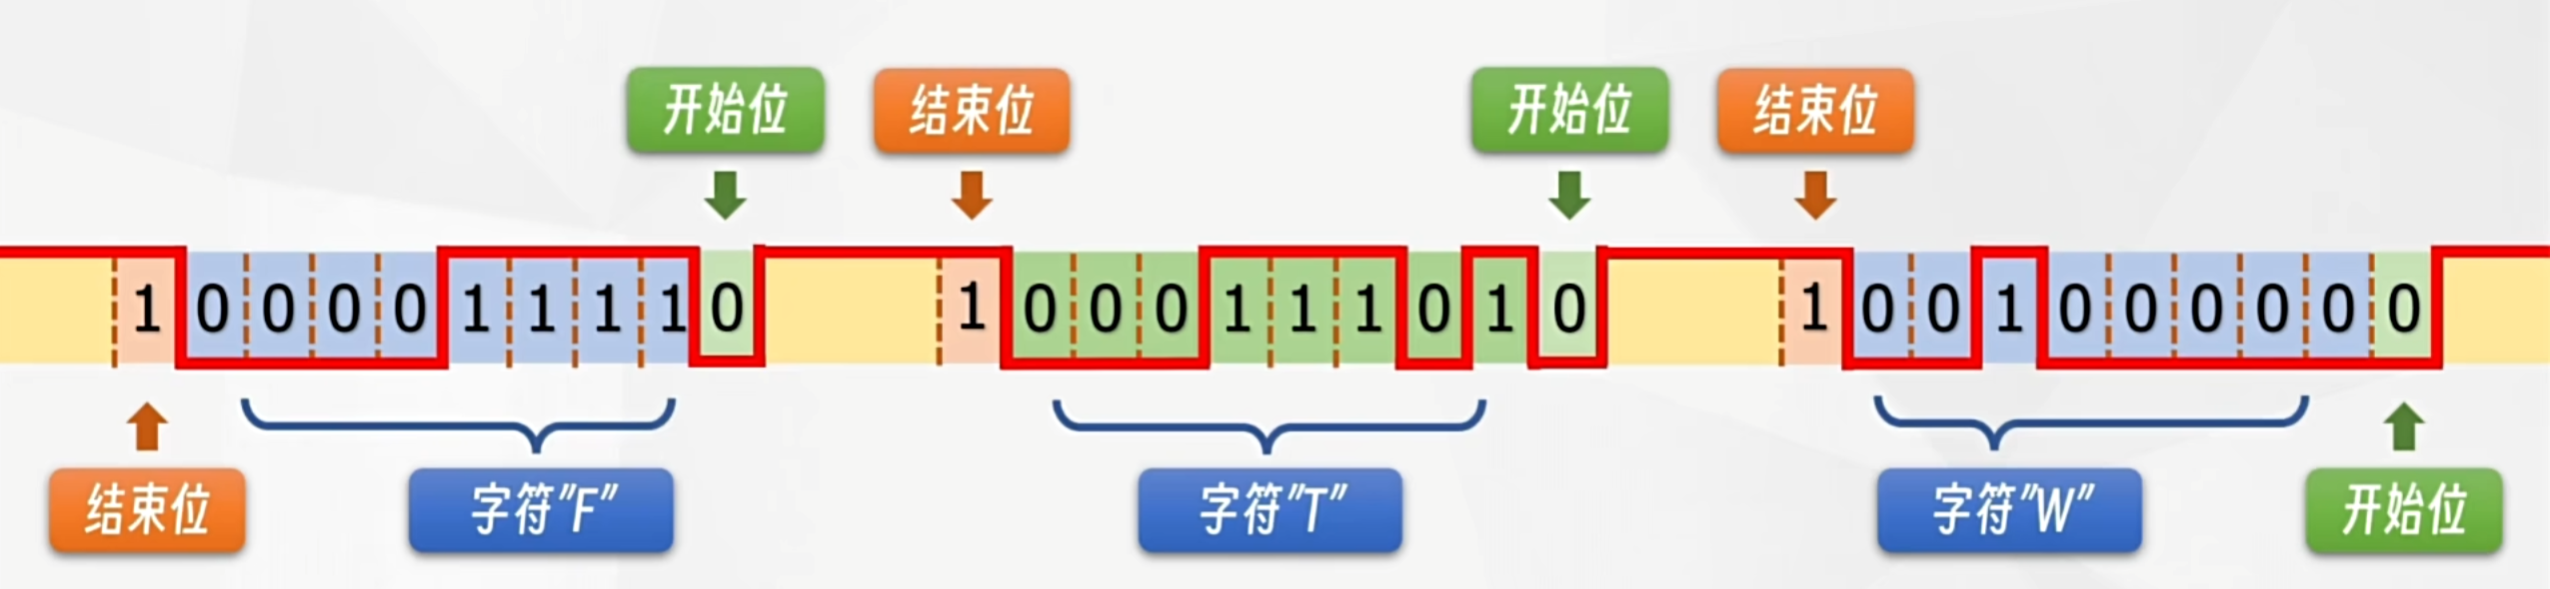 开始位 结束位 开始位 结束位
1 0 0 0 0 1 1 1 1 0 1 0 0 0 1 1 1 0 1 0 1 0 0 1 0 0 0 0 0 0
结束位 字符"F" 字符"T" 字符"W" 开始位